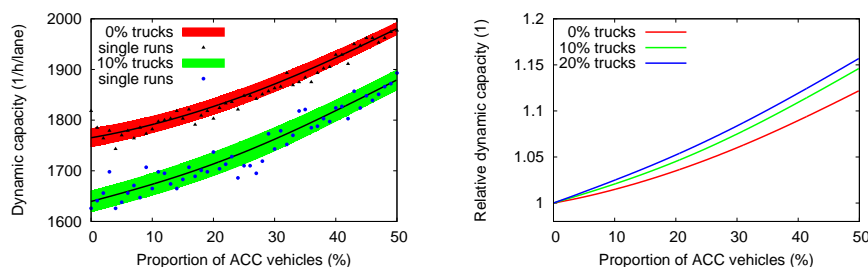 2000
1900
1800
1700
1600
Dynamic capacity (1/h/lane)
0% trucks
single runs
10% trucks
single runs
0 10 20 30 40 50
Proportion of ACC vehicles (%)
1.2
1.15
1.1
1.05
1
Relative dynamic capacity (1)
0% trucks
10% trucks
20% trucks
0 10 20 30 40 50
Proportion of ACC vehicles (%)